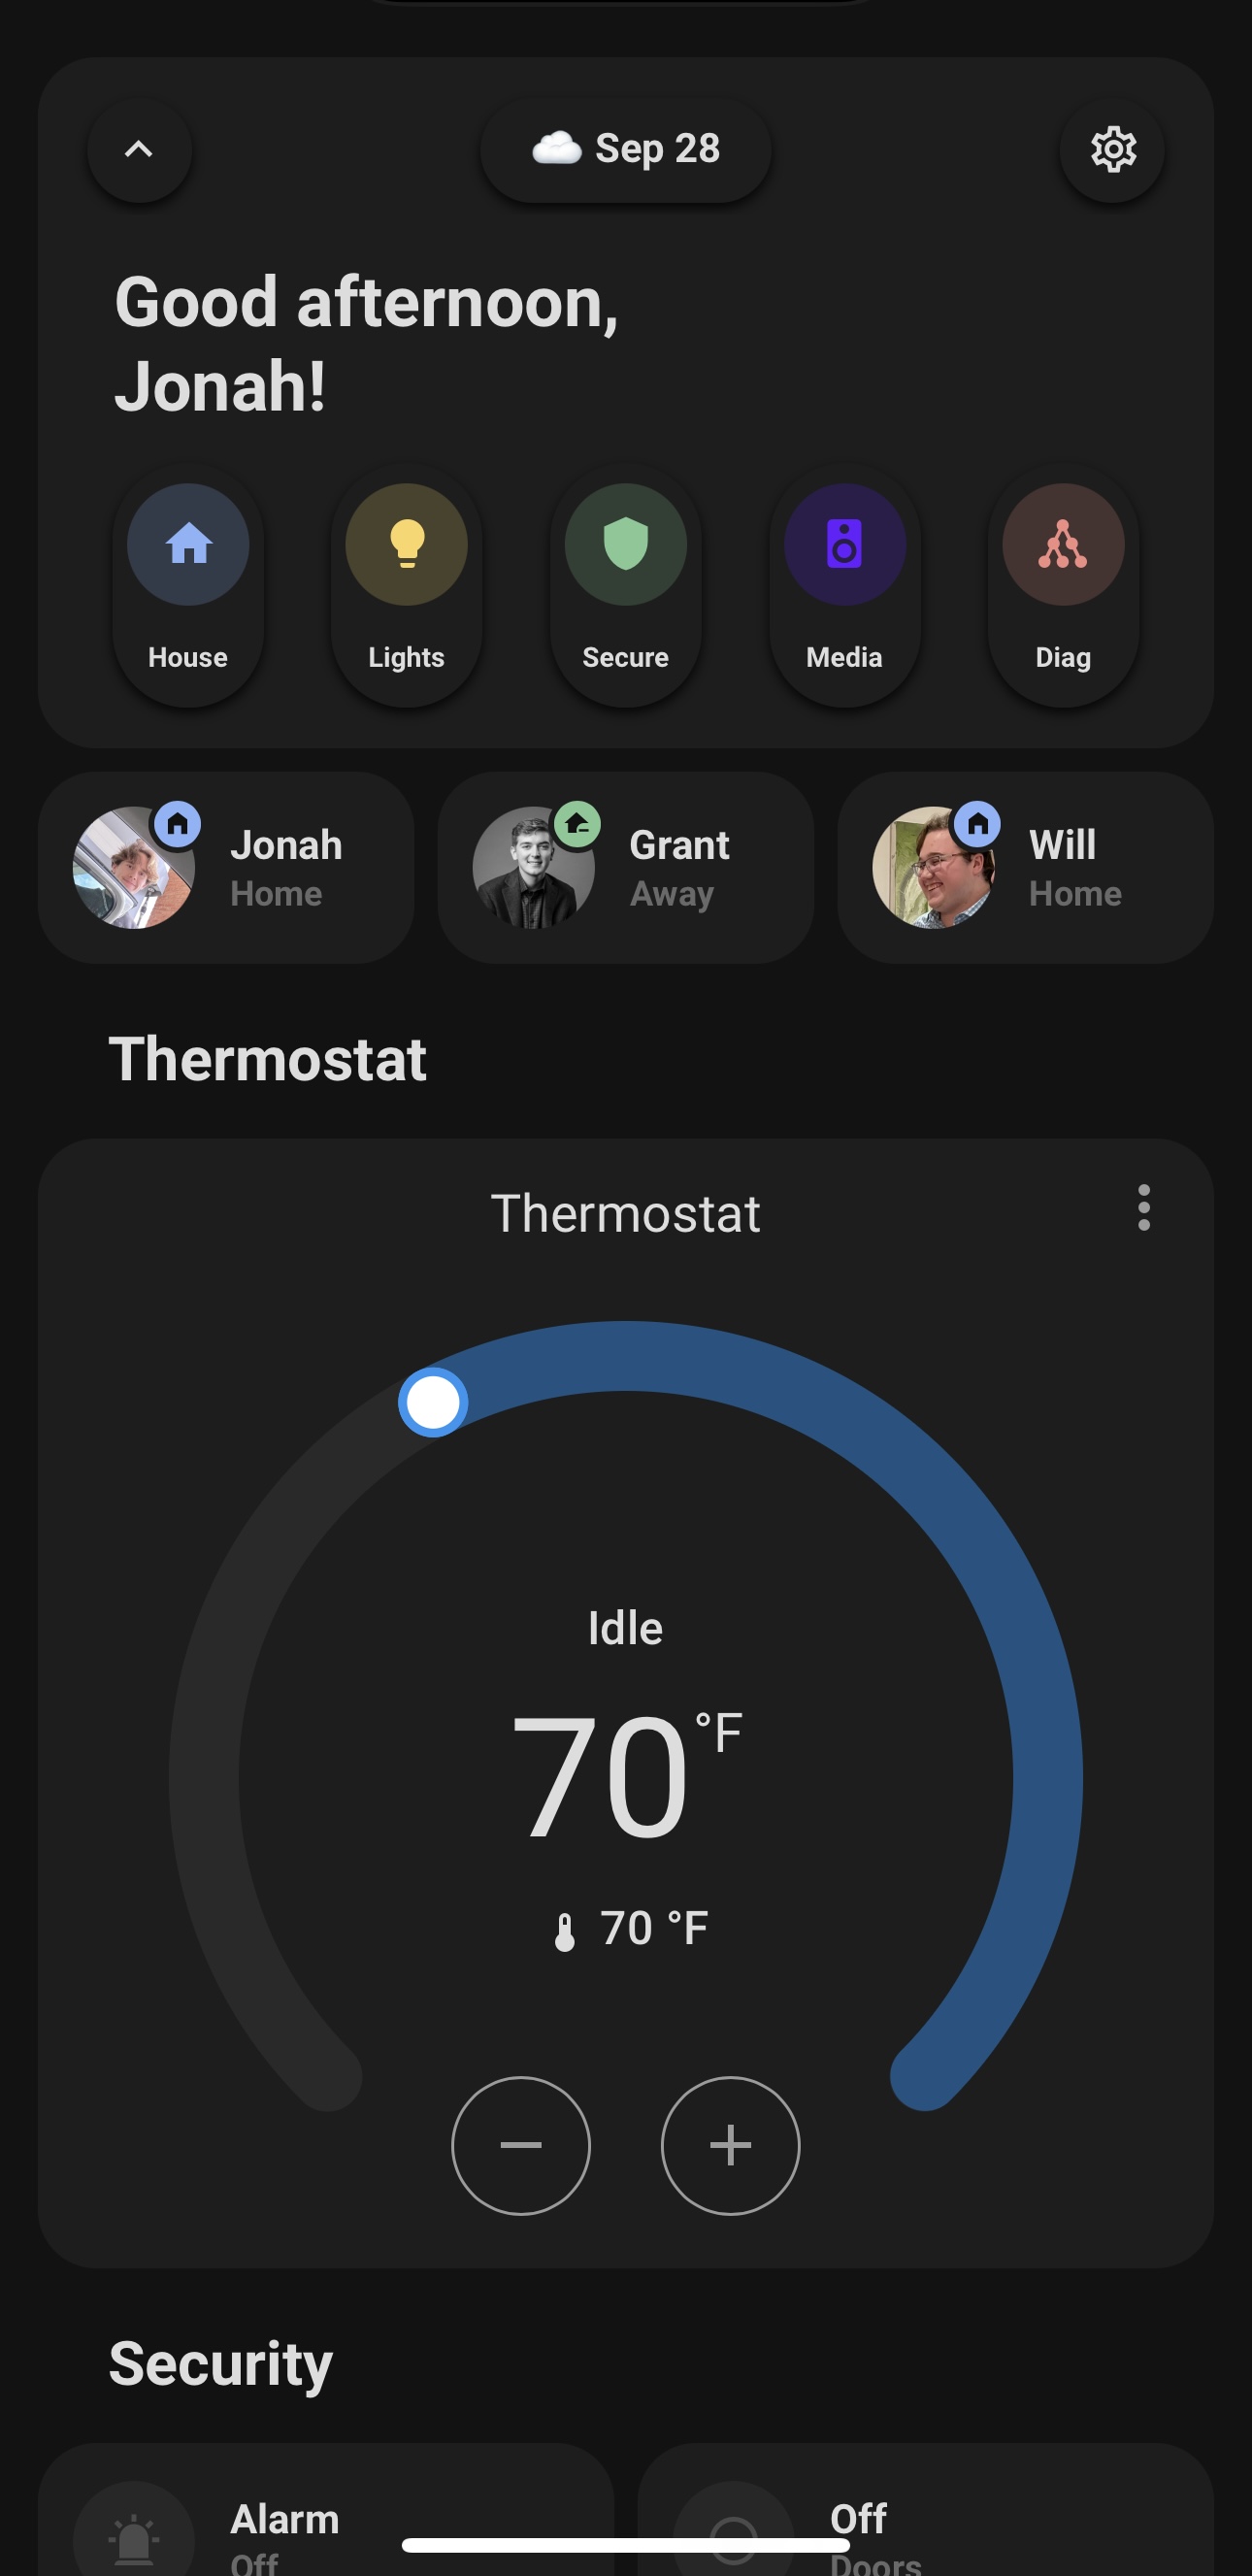 Sep 28
Good afternoon,
Jonah!
House
Lights
Secure
Media
Diag
Jonah
Home
Grant
Away
Will
Home
Thermostat
Thermostat
Idle
70 °F
70 °F
Security
Alarm
Off
Off
Doors